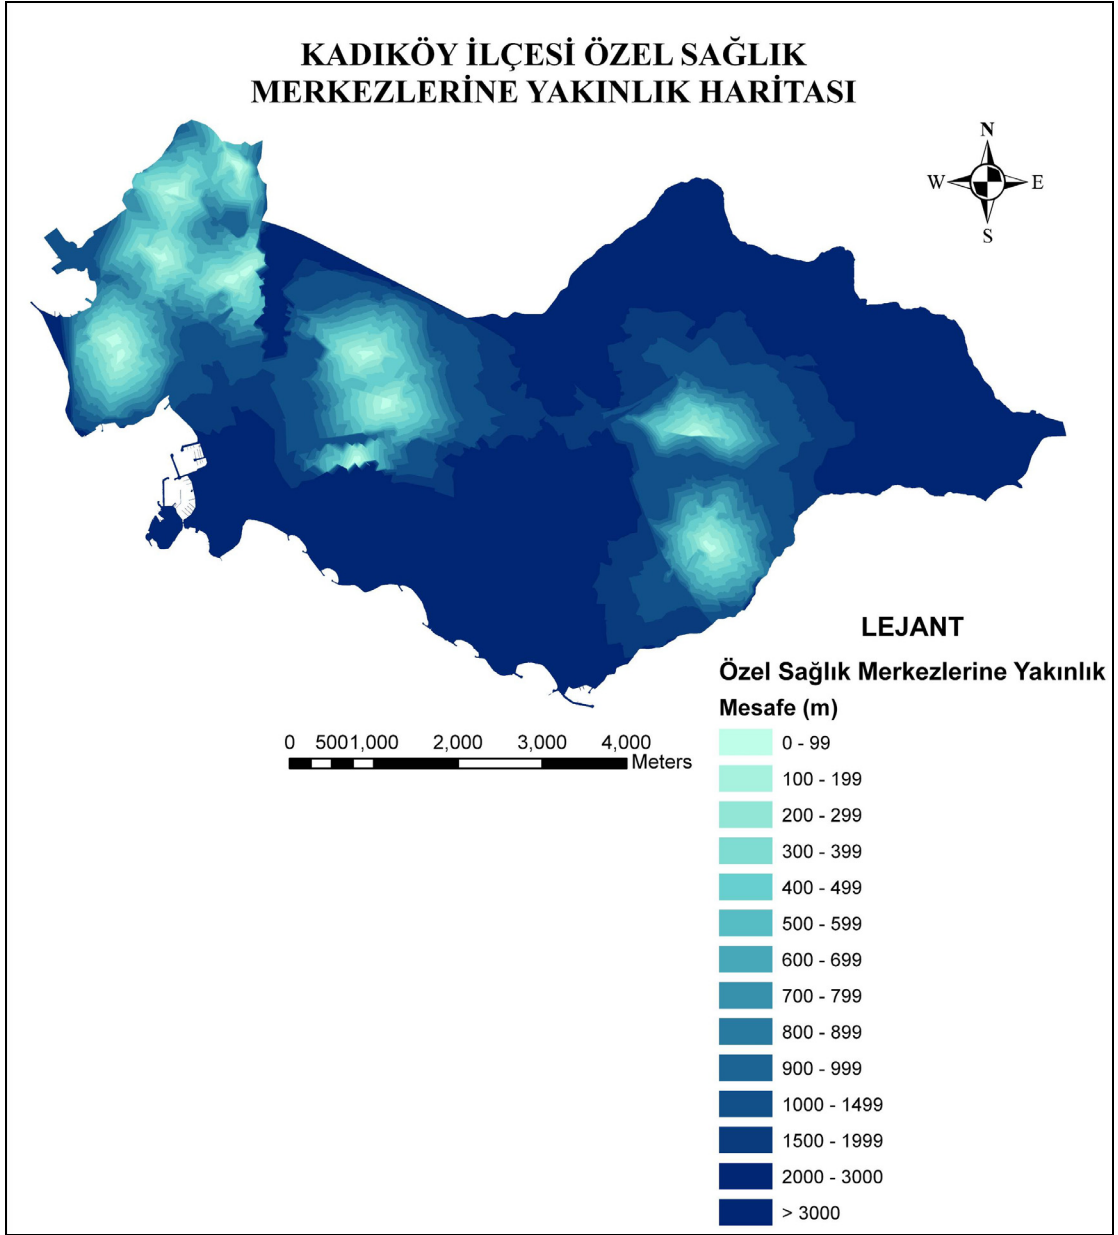 KADIKÖY İLÇESİ ÖZEL SAĞLIK
MERKEZLERİNE YAKINLIK HARİTASI
N
W E
S
LEJANT
Özel Sağlık Merkezlerine Yakınlık
Mesafe (m)
0 - 99
100 - 199
200 - 299
300 - 399
400 - 499
500 - 599
600 - 699
700 - 799
800 - 899
900 - 999
1000 - 1499
1500 - 1999
2000 - 3000
> 3000
0 500 1,000 2,000 3,000 4,000
Meters